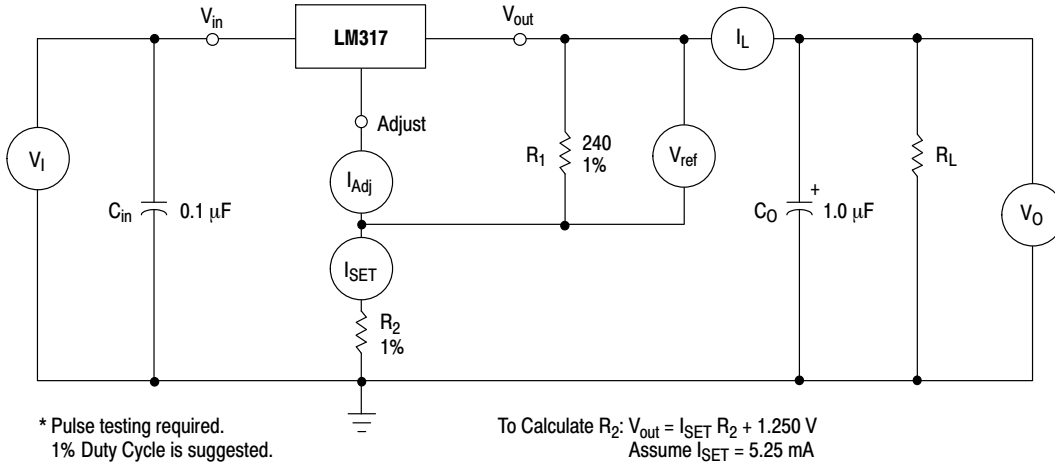 V_in
LM317
V_out
I_L
Adjust
V_I
I_Adj
R_1
240
1%
V_ref
R_L
C_in
0.1 μF
C_O
+
1.0 μF
V_O
I_SET
R_2
1%
* Pulse testing required.
1% Duty Cycle is suggested.
To Calculate R_2: V_out = I_SET R_2 + 1.250 V
Assume I_SET = 5.25 mA